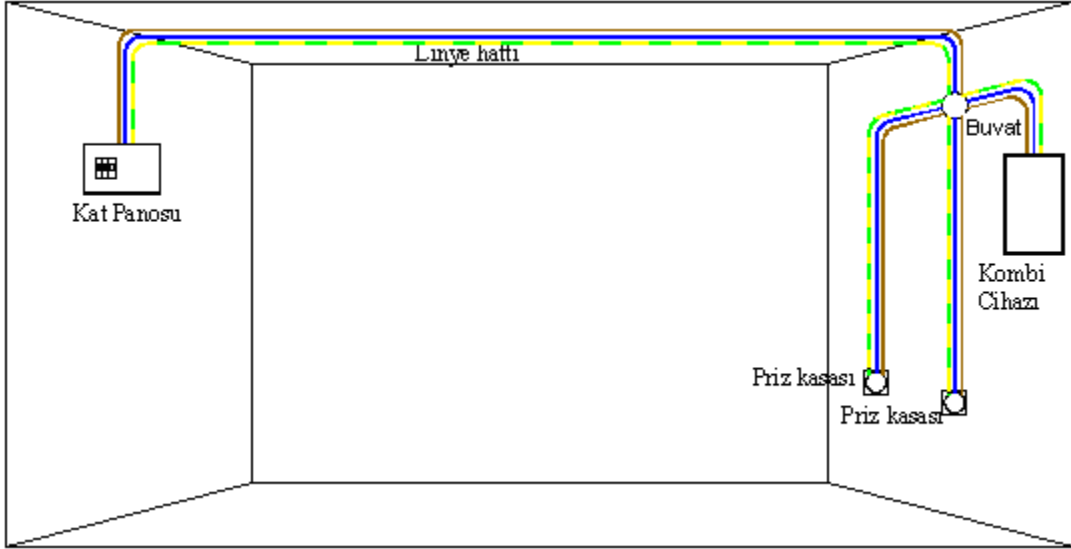 Linye hattı
Buvat
Kat Panosu
Kombi
Cihazı
Priz kasası
Priz kasası